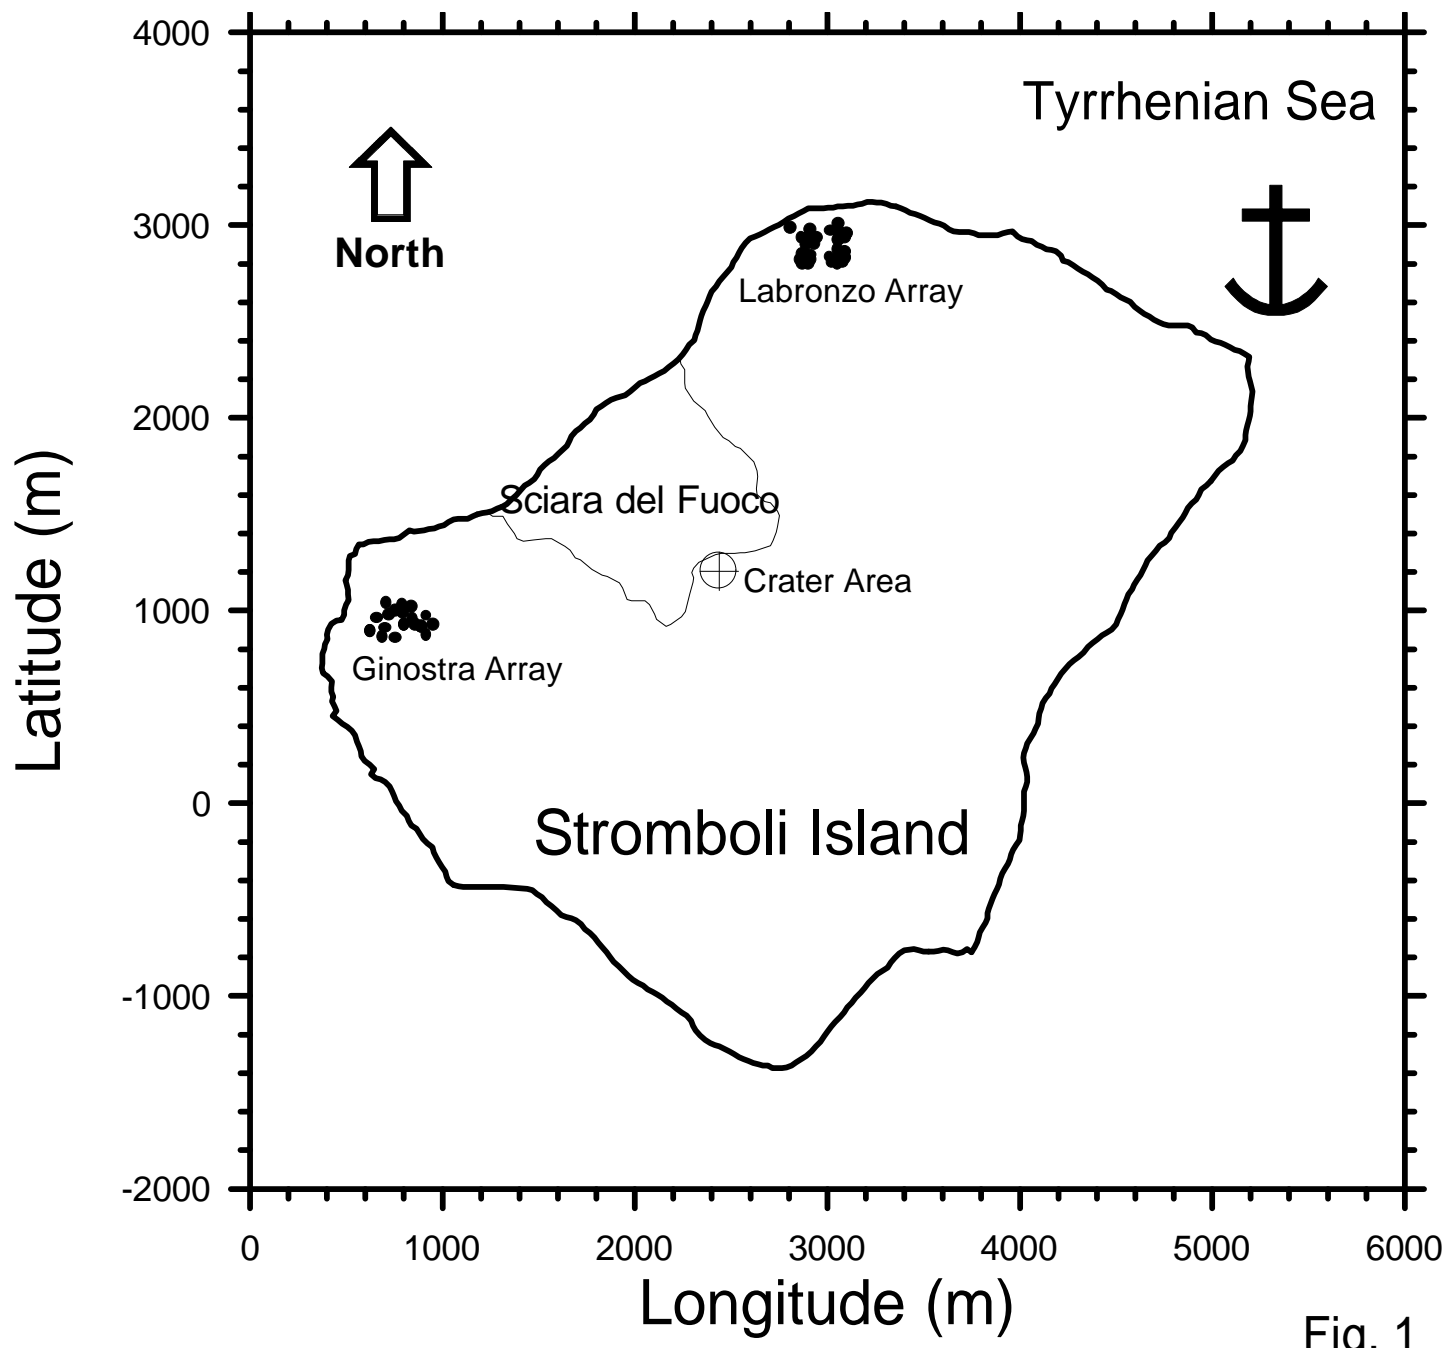 4000
Tyrrhenian Sea
North
3000
Labronzo Array
2000
Sciara del Fuoco
Crater Area
1000
Ginostra Array
Latitude (m)
0
Stromboli Island
-1000
-2000
0 1000 2000 3000 4000 5000 6000
Longitude (m)
Fig. 1